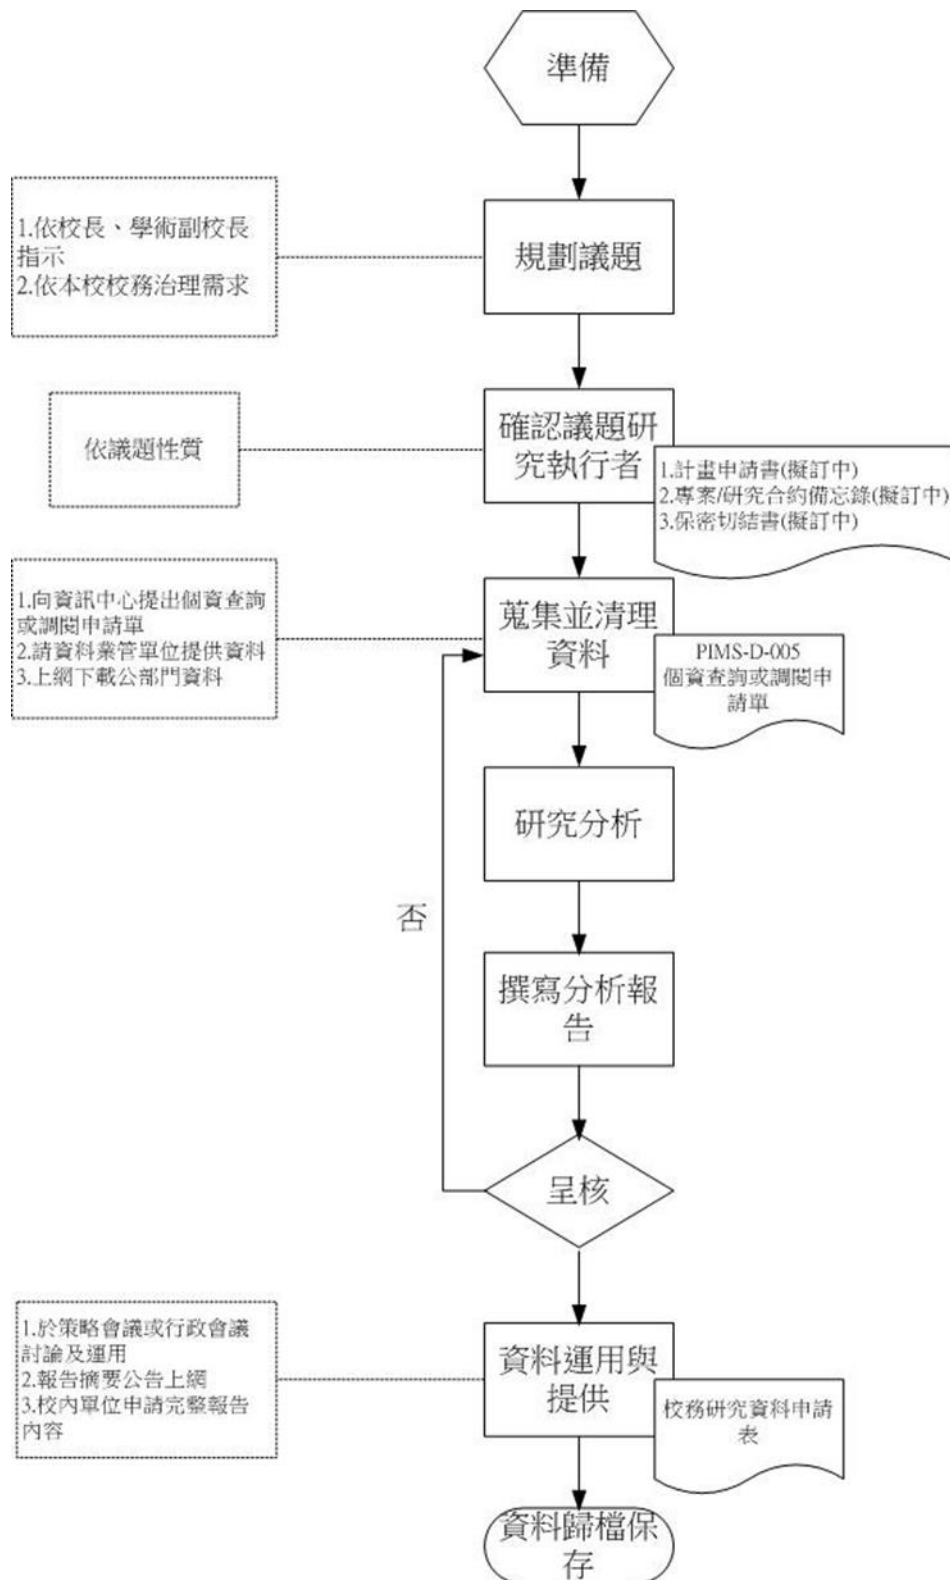 準備
1.依校長、學術副校長
指示
2.依本校校務治理需求
規劃議題
依議題性質
確認議題研
究執行者
1.計畫申請書(擬訂中)
2.專案/研究合約備忘錄(擬訂中)
3.保密切結書(擬訂中)
1.向資訊中心提出個資查詢
或調閱申請單
2.請資料業管單位提供資料
3.上網下載公部門資料
蒐集並清理
資料
PIMS-D-005
個資查詢或調閱申
請單
研究分析
否
撰寫分析報
告
呈核
1.於策略會議或行政會議
討論及運用
2.報告摘要公告上網
3.校內單位申請完整報告
內容
資料運用與
提供
校務研究資料申請
表
資料歸檔保
存